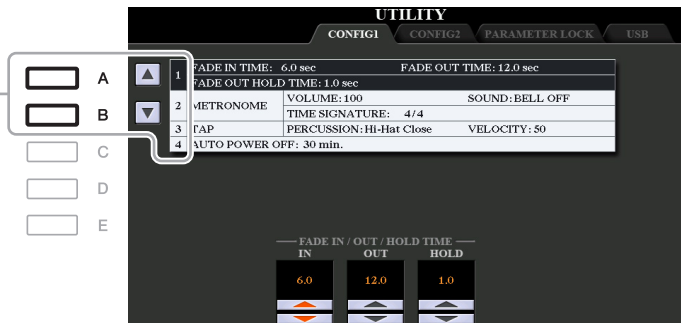 UTILITY
CONFIG1 CONFIG2 PARAMETER LOCK USB
A
B
C
D
E
1 FADE IN TIME: 6.0 sec FADE OUT TIME: 12.0 sec
FADE OUT HOLD TIME: 1.0 sec
2 METRONOME VOLUME: 100 SOUND: BELL OFF
TIME SIGNATURE: 4/4
3 TAP PERCUSSION: Hi-Hat Close VELOCITY: 50
4 AUTO POWER OFF: 30 min.
FADE IN / OUT / HOLD TIME
IN OUT HOLD
6.0 12.0 1.0